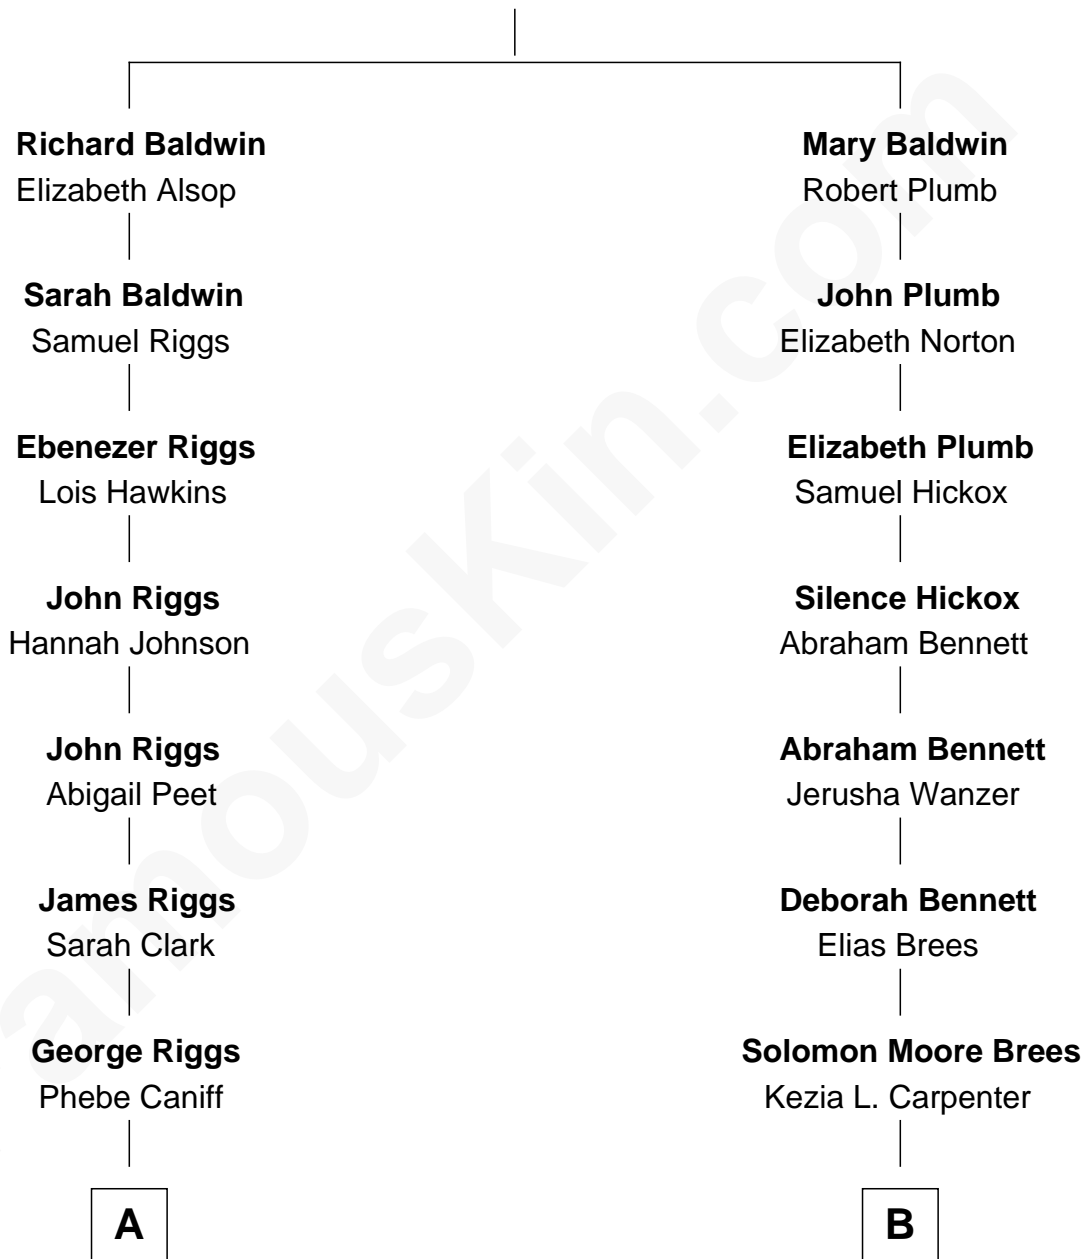 Richard Baldwin
Elizabeth Alsop
Mary Baldwin
Robert Plumb
Sarah Baldwin
Samuel Riggs
John Plumb
Elizabeth Norton
Ebenezer Riggs
Lois Hawkins
Elizabeth Plumb
Samuel Hickox
John Riggs
Hannah Johnson
Silence Hickox
Abraham Bennett
John Riggs
Abigail Peet
Abraham Bennett
Jerusha Wanzer
James Riggs
Sarah Clark
Deborah Bennett
Elias Brees
George Riggs
Phebe Caniff
Solomon Moore Brees
Kezia L. Carpenter
A
B
amouskin.com